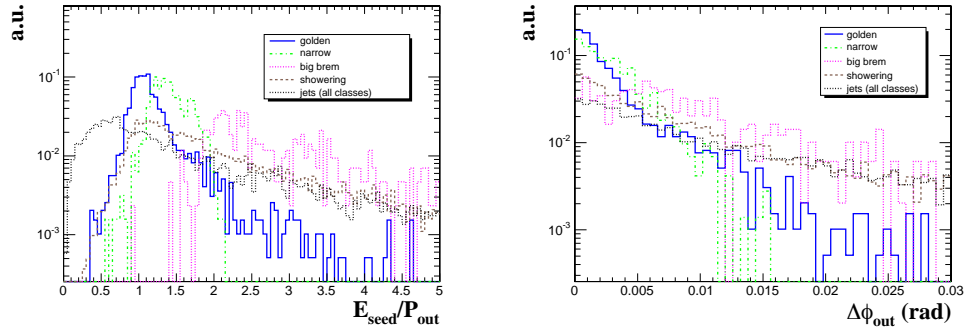 a.u.
golden
narrow
big brem
showering
jets (all classes)
10⁻¹
10⁻²
10⁻³
0 0.5 1 1.5 2 2.5 3 3.5 4 4.5 5
E_seed/P_out
a.u.
golden
narrow
big brem
showering
jets (all classes)
10⁻¹
10⁻²
10⁻³
0 0.005 0.01 0.015 0.02 0.025 0.03
Δϕ_out (rad)